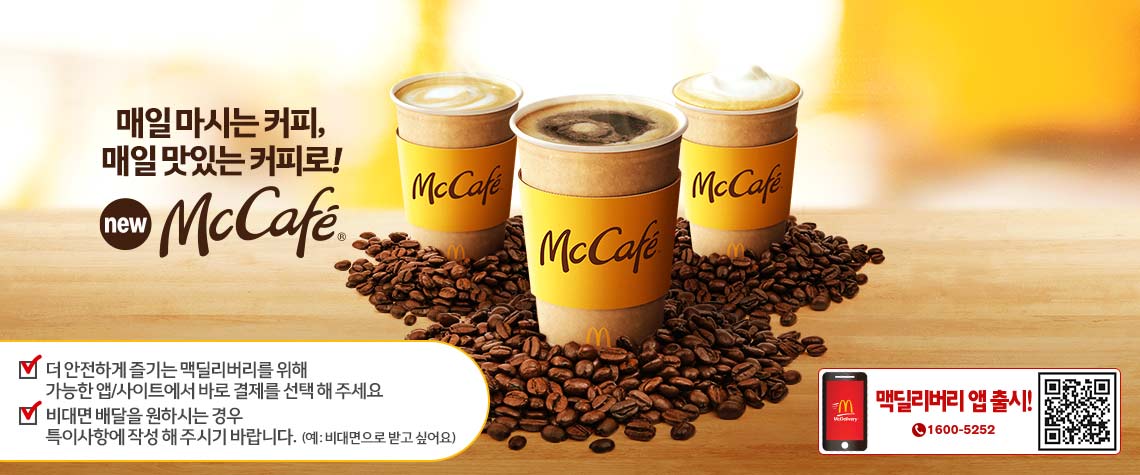 매일 마시는 커피,
매일 맛있는 커피로!
new McCafé®
McCafé
McCafé
McCafé
더 안전하게 즐기는 맥딜리버리를 위해
가능한 앱/사이트에서 바로 결제를 선택 해 주세요
비대면 배달을 원하시는 경우
특이사항에 작성 해 주시기 바랍니다. (예: 비대면으로 받고 싶어요)
McDelivery
맥딜리버리 앱 출시!
1600-5252